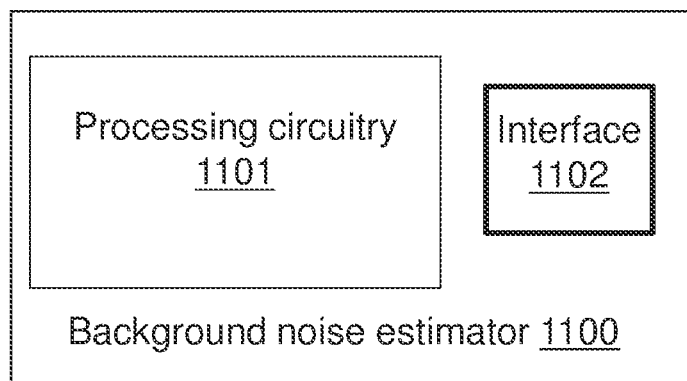 Processing circuitry
1101
Interface
1102
Background noise estimator 1100